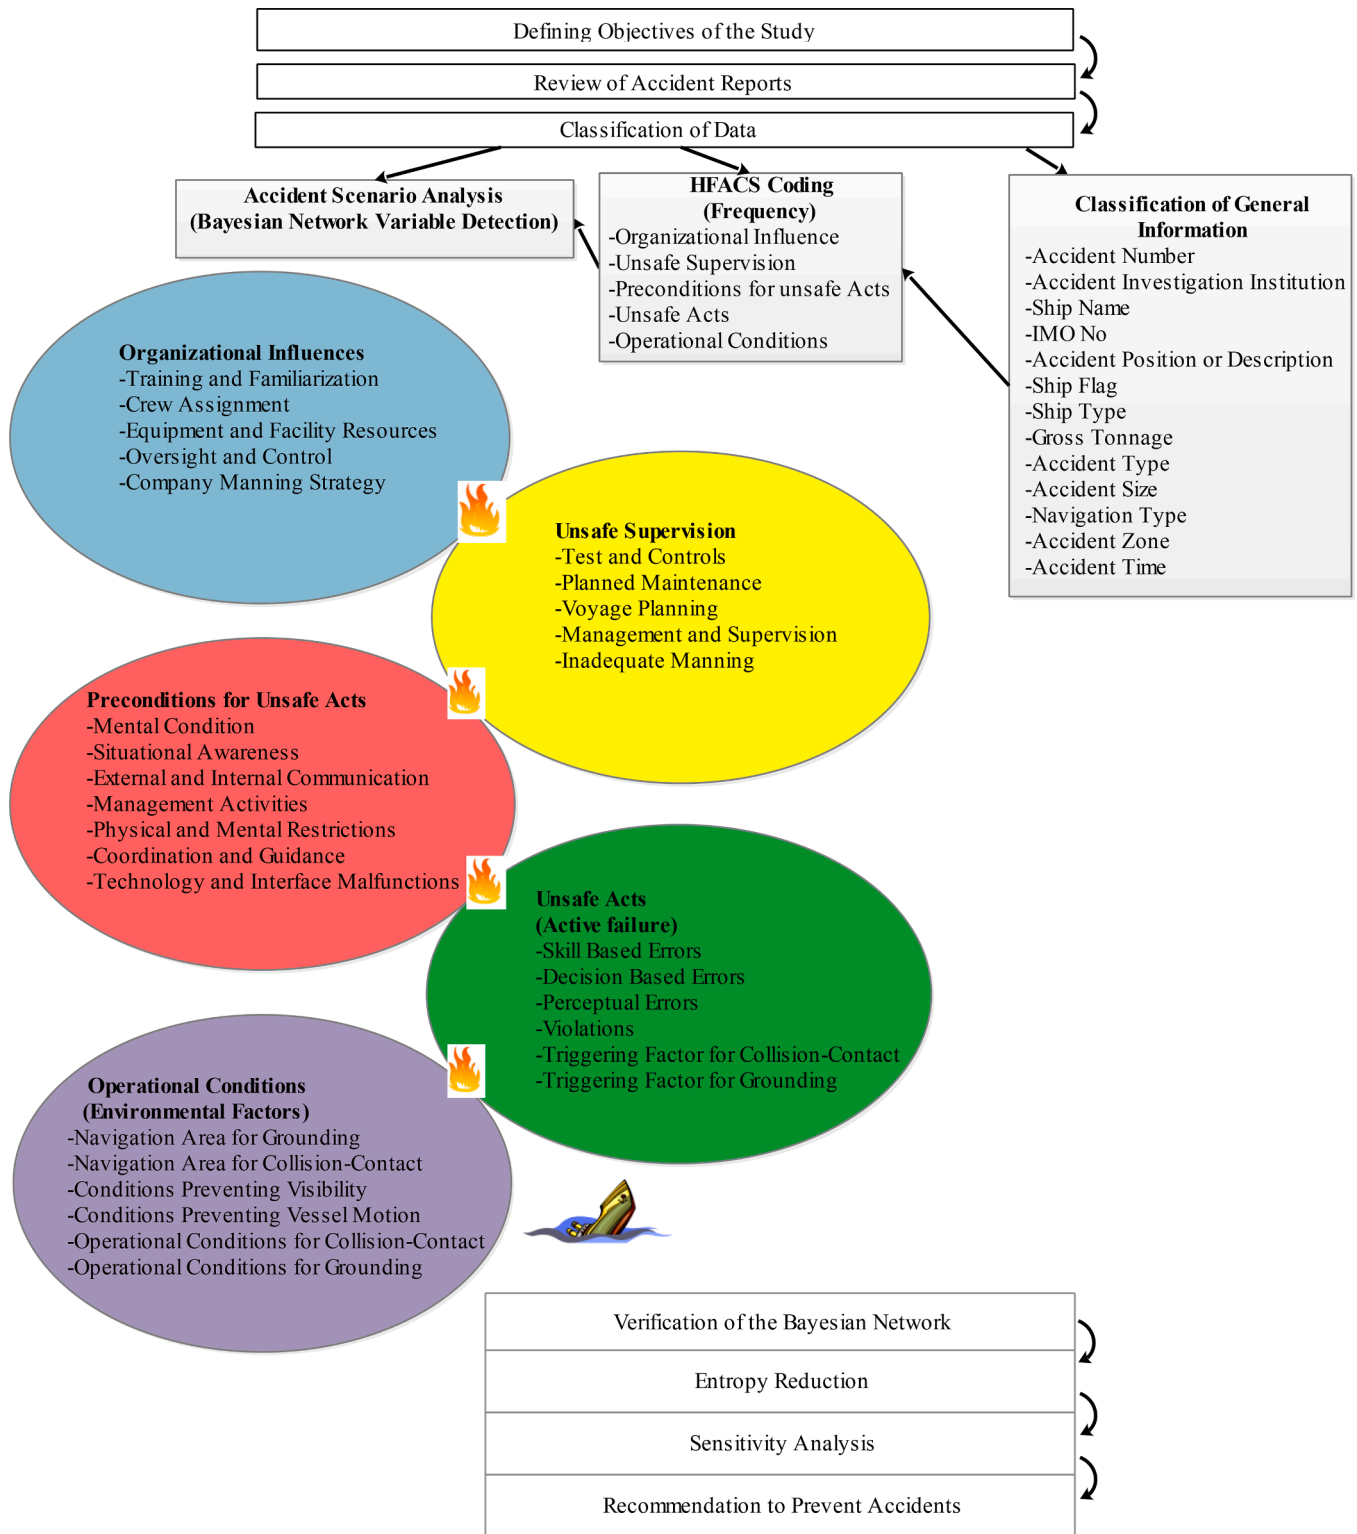 Defining Objectives of the Study
Review of Accident Reports
Classification of Data
Accident Scenario Analysis
(Bayesian Network Variable Detection)
HFACS Coding
(Frequency)
-Organizational Influence
-Unsafe Supervision
-Preconditions for unsafe Acts
-Unsafe Acts
-Operational Conditions
Classification of General
Information
-Accident Number
-Accident Investigation Institution
-Ship Name
-IMO No
-Accident Position or Description
-Ship Flag
-Ship Type
-Gross Tonnage
-Accident Type
-Accident Size
-Navigation Type
-Accident Zone
-Accident Time
Organizational Influences
-Training and Familiarization
-Crew Assignment
-Equipment and Facility Resources
-Oversight and Control
-Company Manning Strategy
Unsafe Supervision
-Test and Controls
-Planned Maintenance
-Voyage Planning
-Management and Supervision
-Inadequate Manning
Preconditions for Unsafe Acts
-Mental Condition
-Situational Awareness
-External and Internal Communication
-Management Activities
-Physical and Mental Restrictions
-Coordination and Guidance
-Technology and Interface Malfunctions
Unsafe Acts
(Active failure)
-Skill Based Errors
-Decision Based Errors
-Perceptual Errors
-Violations
-Triggering Factor for Collision-Contact
-Triggering Factor for Grounding
Operational Conditions
(Environmental Factors)
-Navigation Area for Grounding
-Navigation Area for Collision-Contact
-Conditions Preventing Visibility
-Conditions Preventing Vessel Motion
-Operational Conditions for Collision-Contact
-Operational Conditions for Grounding
Verification of the Bayesian Network
Entropy Reduction
Sensitivity Analysis
Recommendation to Prevent Accidents